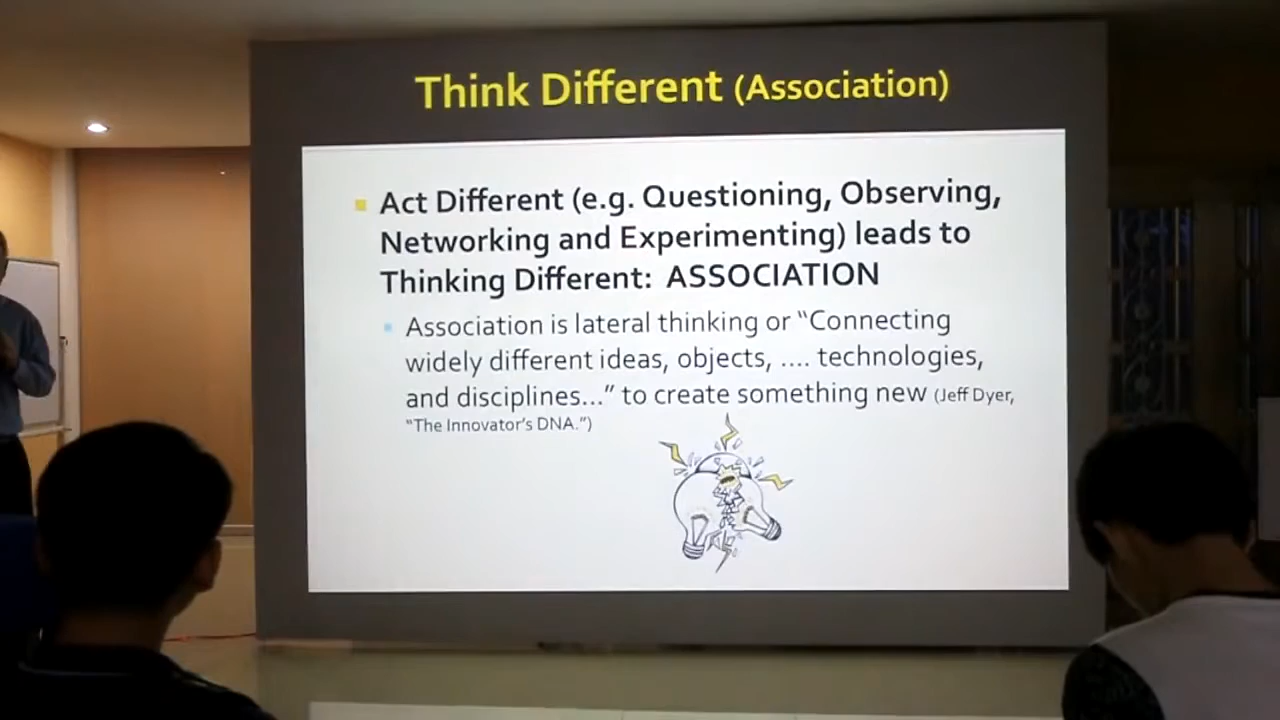 Think Different (Association)
Act Different (e.g. Questioning, Observing,
Networking and Experimenting) leads to
Thinking Different: ASSOCIATION
Association is lateral thinking or “Connecting
widely different ideas, objects, .... technologies,
and disciplines...” to create something new (Jeff Dyer,
“The Innovator’s DNA.”)